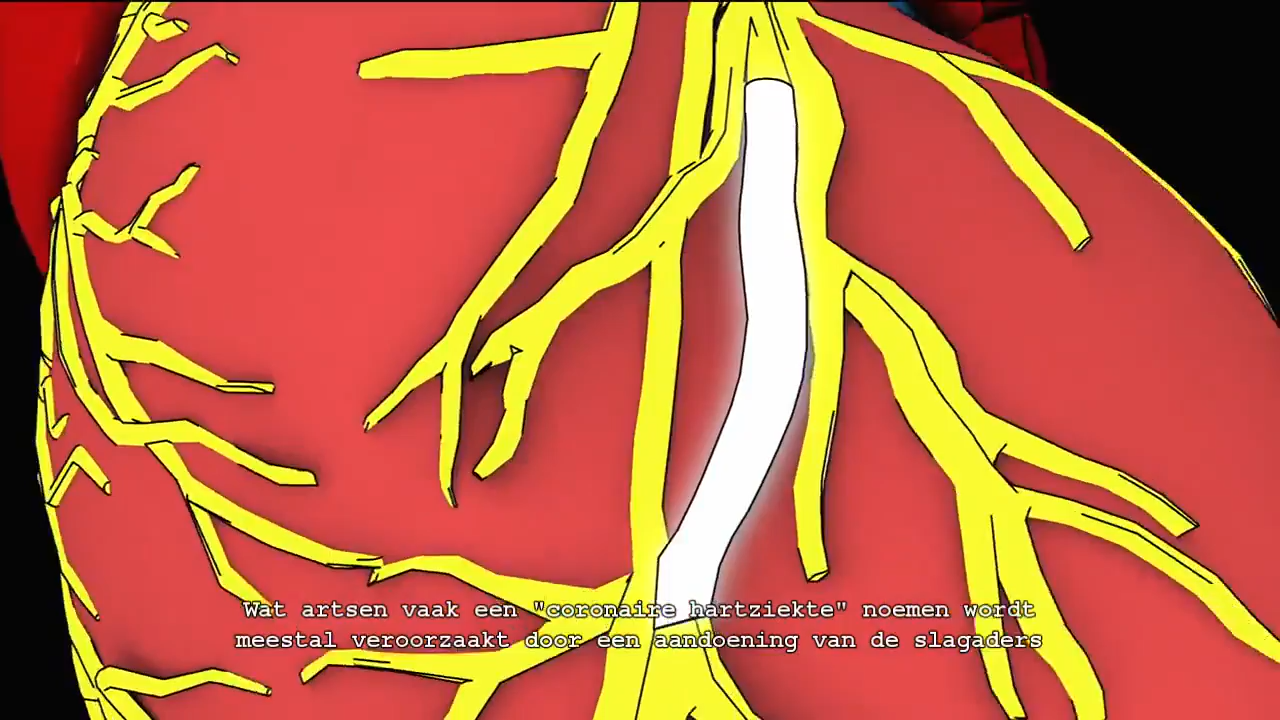 Wat artsen vaak een "coronaire hartziekte" noemen wordt
meestal veroorzaakt door een aandoening van de slagaders